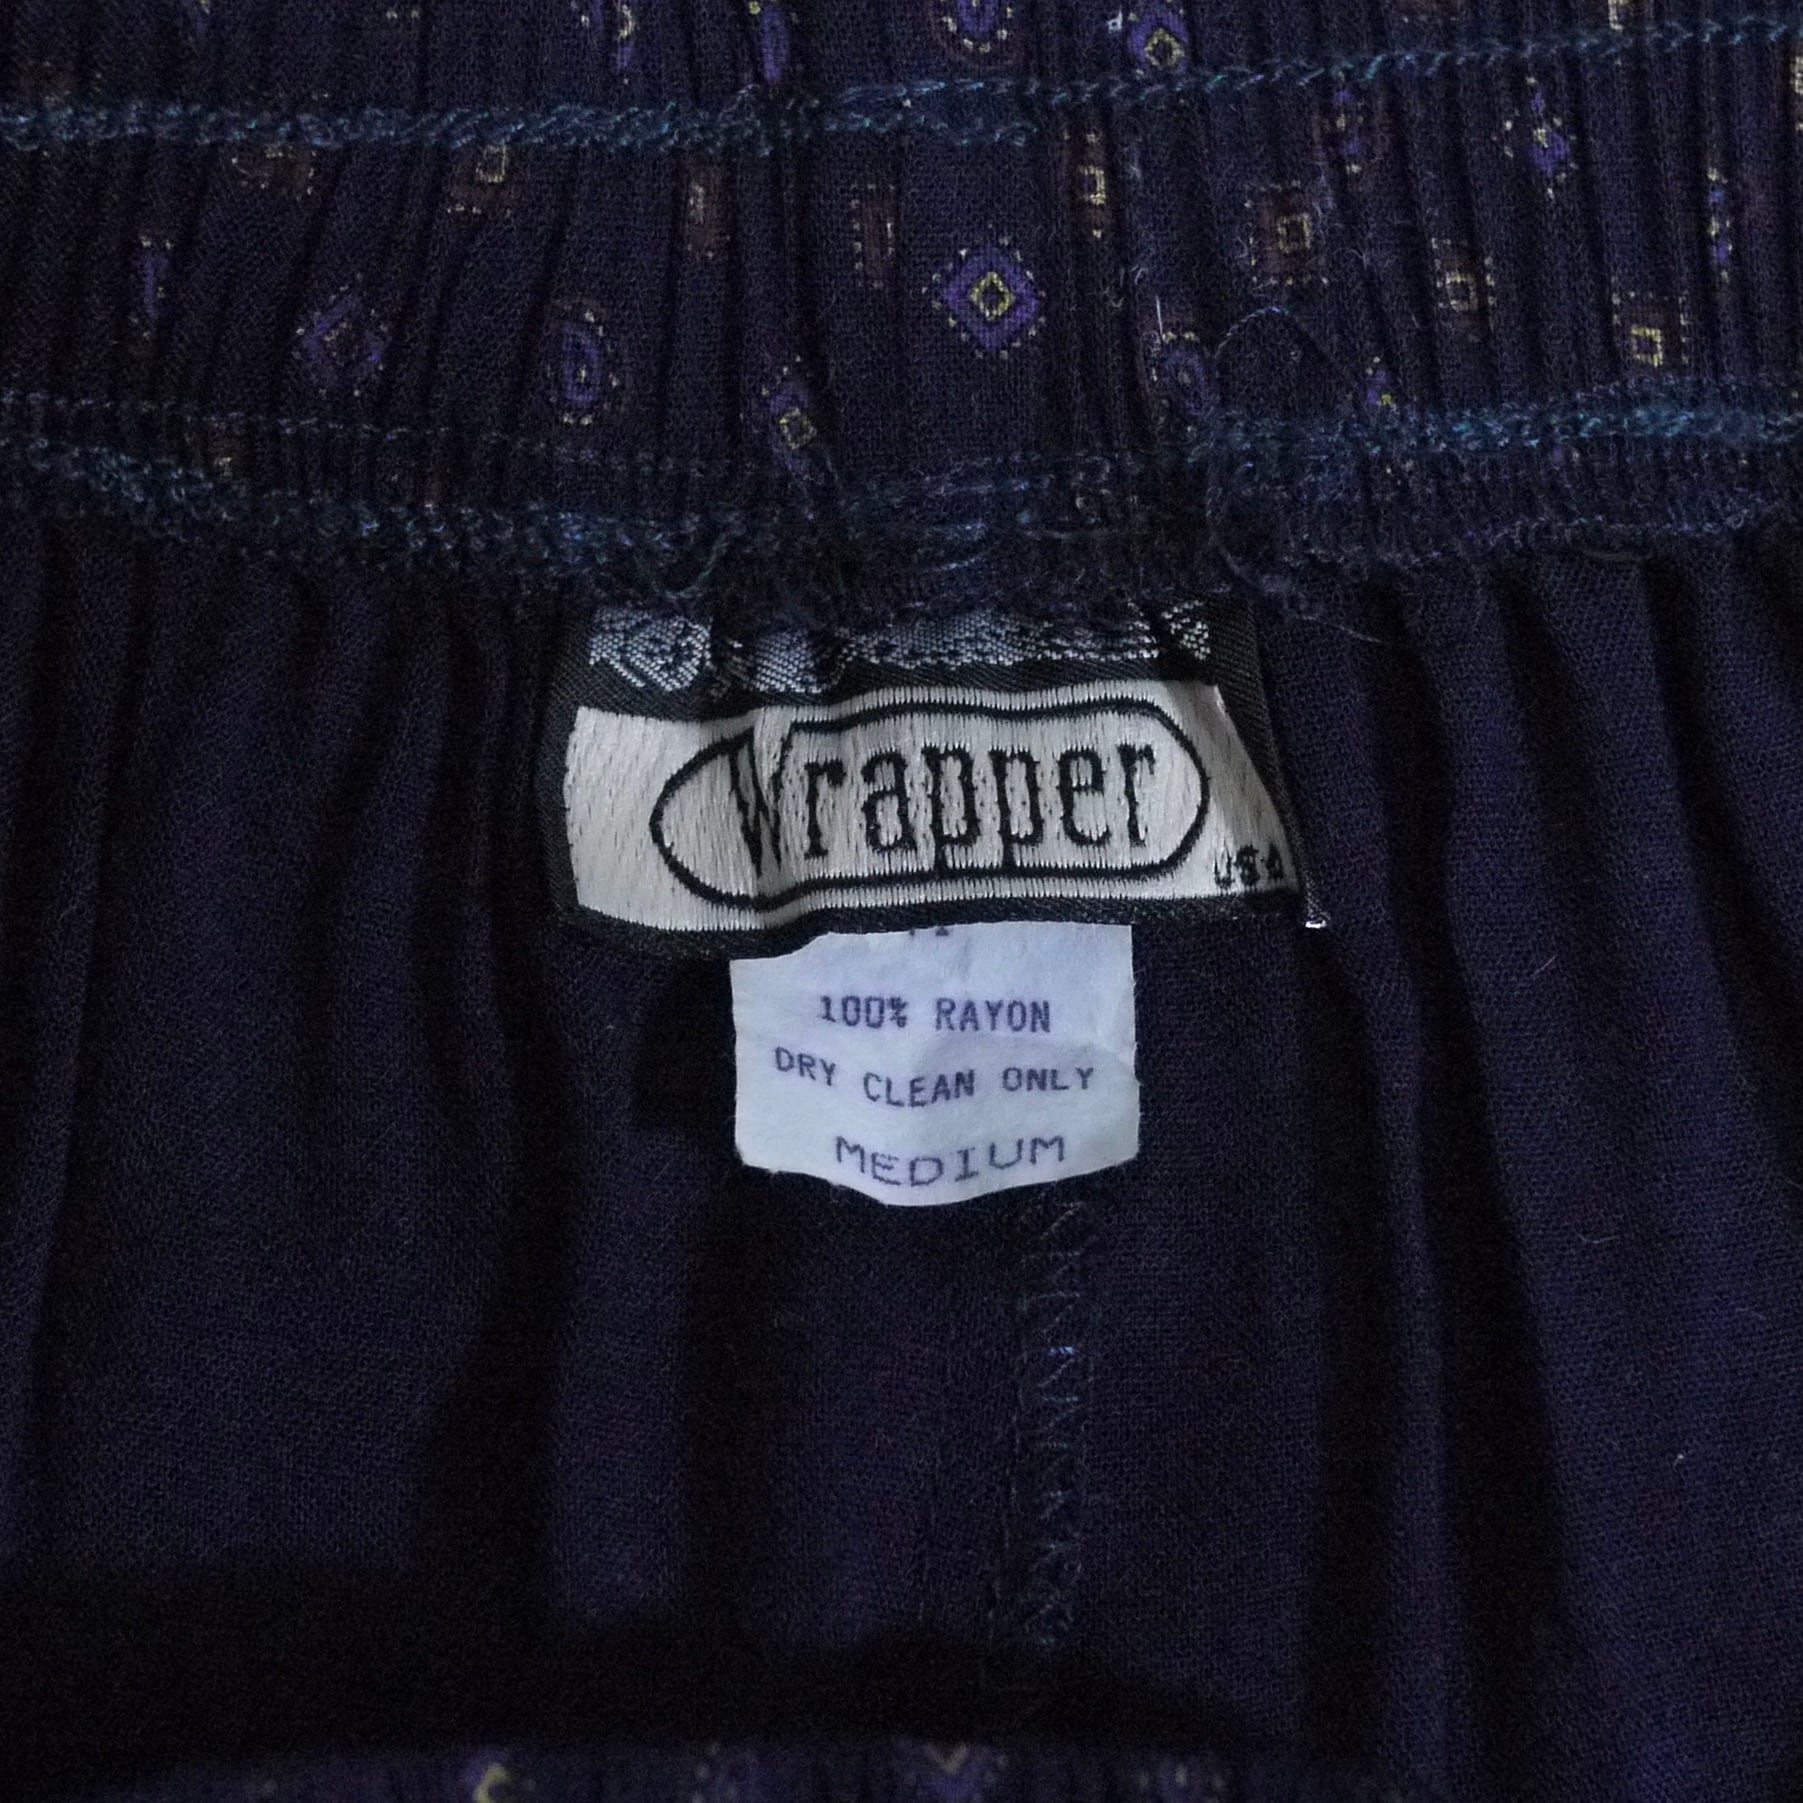 Wrapper
USA
100% RAYON
DRY CLEAN ONLY
MEDIUM